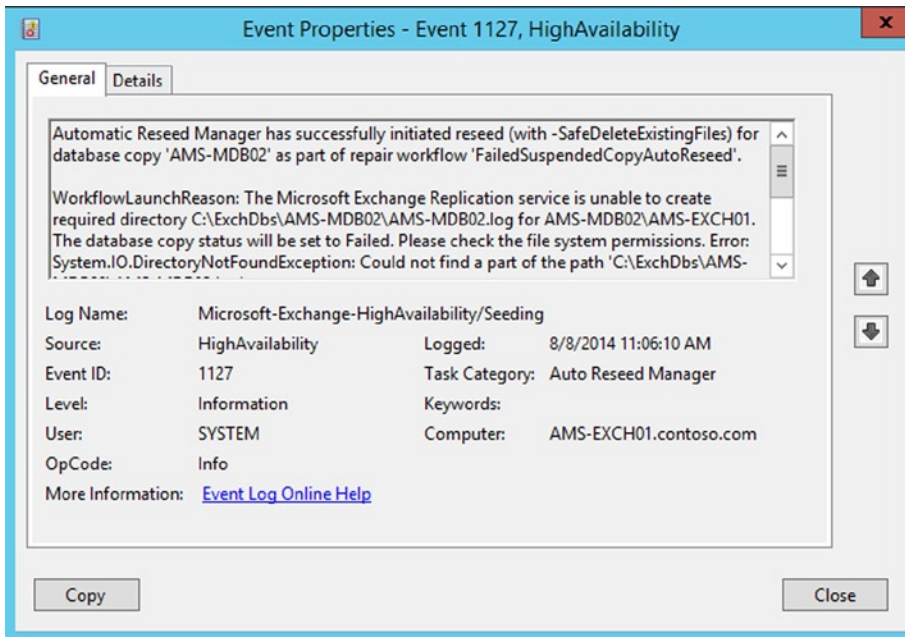 Event Properties - Event 1127, HighAvailability
x
General
Details
Automatic Reseed Manager has successfully initiated reseed (with -SafeDeleteExistingFiles) for
database copy 'AMS-MDB02' as part of repair workflow 'FailedSuspendedCopyAutoReseed'.
WorkflowLaunchReason: The Microsoft Exchange Replication service is unable to create
required directory C:\ExchDbs\AMS-MDB02\AMS-MDB02.log for AMS-MDB02\AMS-EXCH01.
The database copy status will be set to Failed. Please check the file system permissions. Error:
System.IO.DirectoryNotFoundException: Could not find a part of the path 'C:\ExchDbs\AMS-
Log Name: Microsoft-Exchange-HighAvailability/Seeding
Source: HighAvailability Logged: 8/8/2014 11:06:10 AM
Event ID: 1127 Task Category: Auto Reseed Manager
Level: Information Keywords:
User: SYSTEM Computer: AMS-EXCH01.contoso.com
OpCode: Info
More Information: Event Log Online Help
Copy
Close